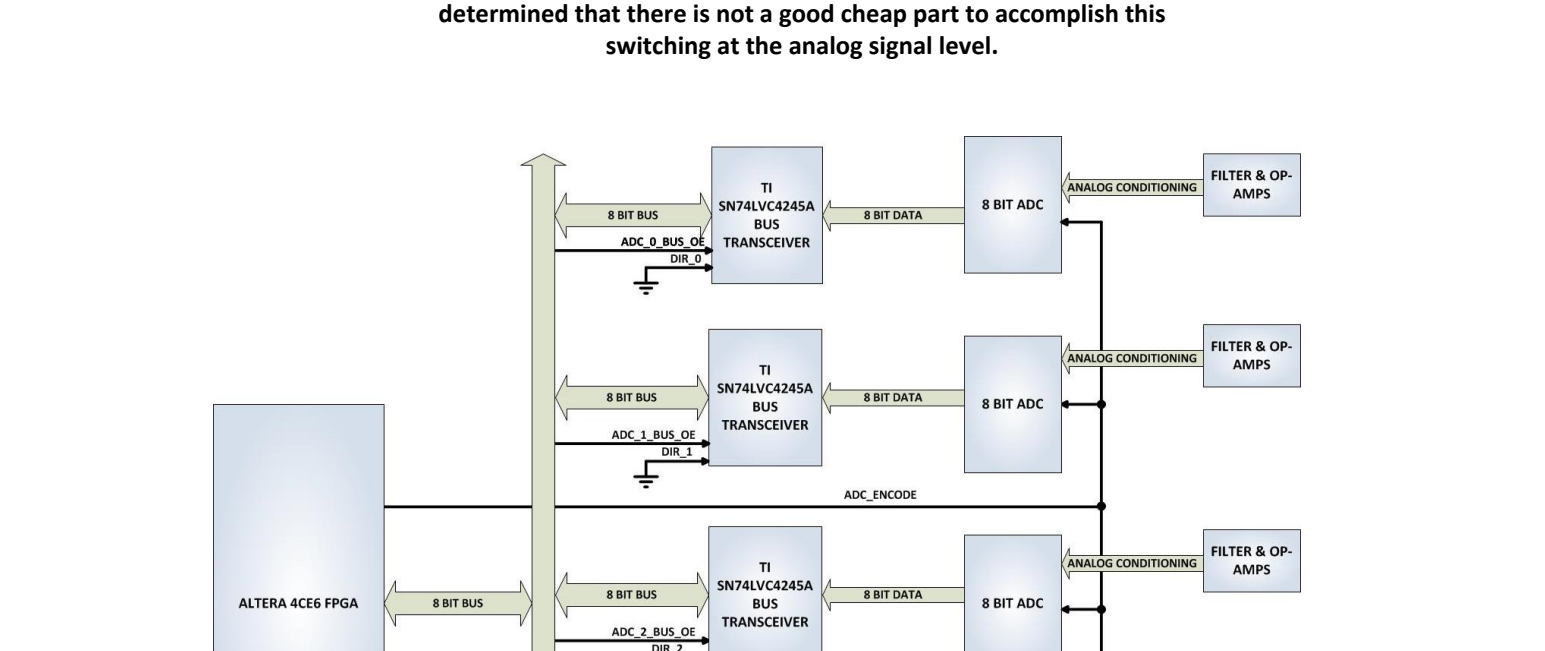 determined that there is not a good cheap part to accomplish this
switching at the analog signal level.
TI
SN74LVC4245A
BUS
TRANSCEIVER
8 BIT BUS
8 BIT DATA
8 BIT ADC
ANALOG CONDITIONING
FILTER & OP-
AMPS
ADC_0_BUS_OE
DIR_0
TI
SN74LVC4245A
BUS
TRANSCEIVER
8 BIT BUS
8 BIT DATA
8 BIT ADC
ANALOG CONDITIONING
FILTER & OP-
AMPS
ADC_1_BUS_OE
DIR_1
ADC_ENCODE
ALTERA 4CE6 FPGA
8 BIT BUS
8 BIT BUS
TI
SN74LVC4245A
BUS
TRANSCEIVER
8 BIT DATA
8 BIT ADC
ANALOG CONDITIONING
FILTER & OP-
AMPS
ADC_2_BUS_OE
DIR_2